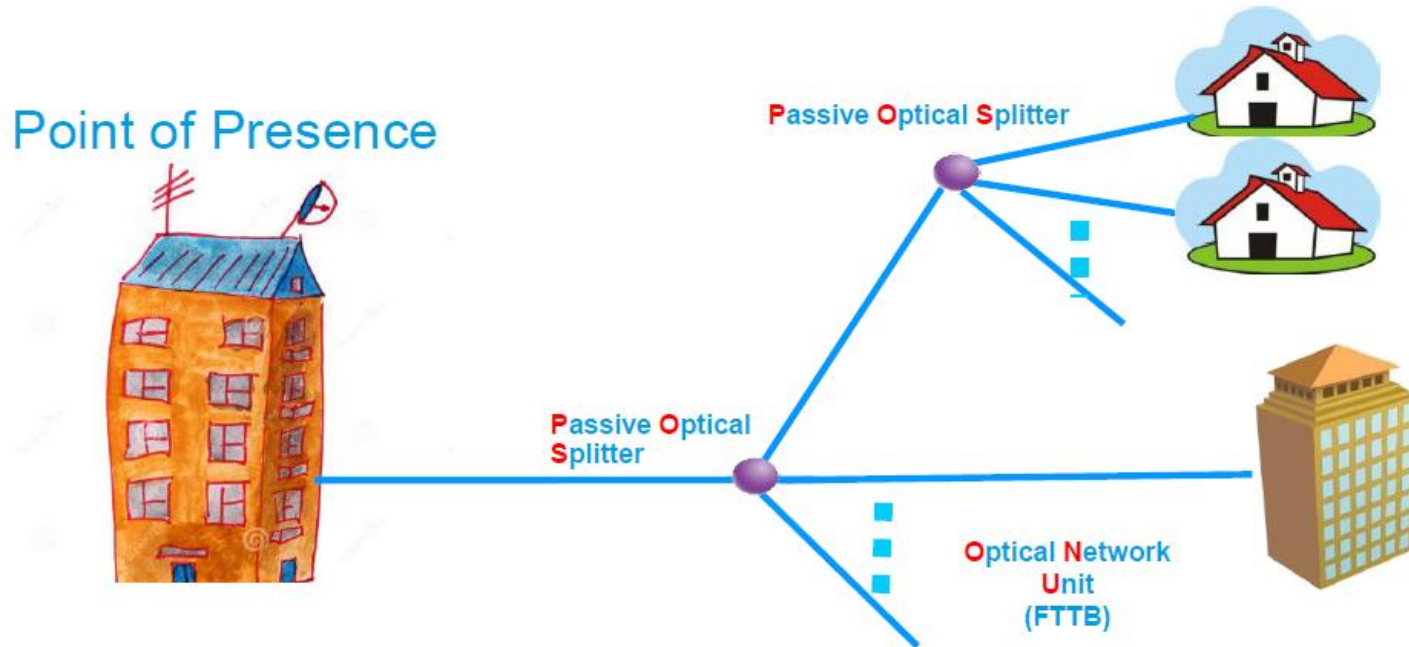 Point of Presence
Passive Optical Splitter
Passive Optical
Splitter
Optical Network
Unit
(FTTB)